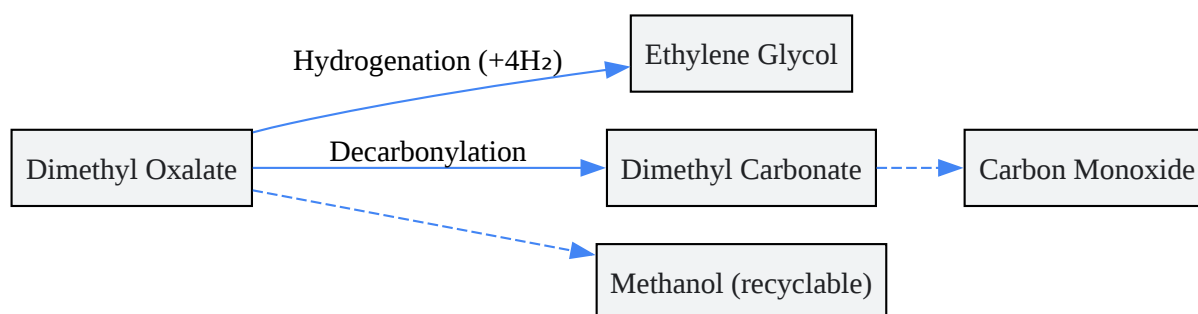 Hydrogenation (+4H₂)
Ethylene Glycol
Dimethyl Oxalate
Decarbonylation
Dimethyl Carbonate
Carbon Monoxide
Methanol (recyclable)